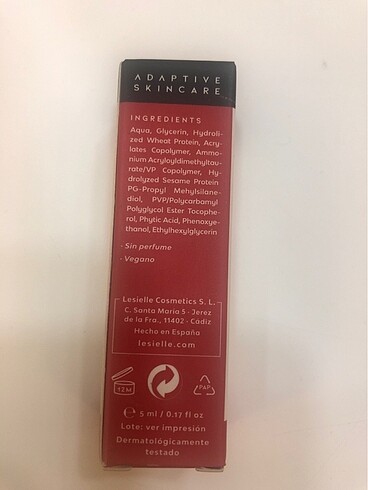 ADAPTIVE
SKINCARE
INGREDIENTS
Aqua, Glycerin, Hydroli-
zed Wheat Protein, Acry-
lates Copolymer, Ammo-
nium Acryloyldimethyltau-
rate/VP Copolymer, Hy-
drolyzed Sesame Protein
PG-Propyl Mehylsilane-
diol, PVP/Polycarbamyl
Polyglycol Ester Tocophe-
rol, Phytic Acid, Phenoxye-
thanol, Ethylhexylglycerin
· Sin perfume
· Vegano
Lesielle Cosmetics S. L.
C. Santa María 5 - Jerez
de la Fra., 11402 - Cádiz
Hecho en España
lesielle.com
12M
PAP
℮ 5 ml / 0.17 fl oz
Lote: ver impresión
Dermatológicamente
testado